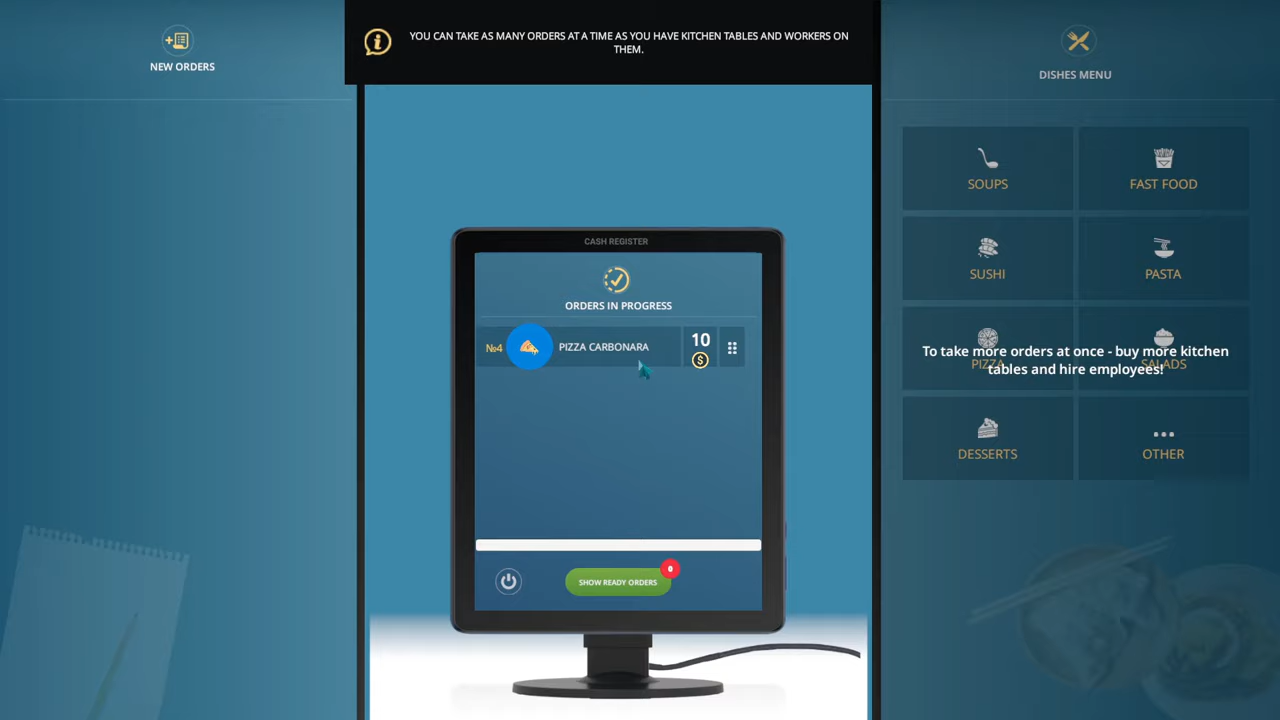 NEW ORDERS
YOU CAN TAKE AS MANY ORDERS AT A TIME AS YOU HAVE KITCHEN TABLES AND WORKERS ON
THEM.
DISHES MENU
CASH REGISTER
ORDERS IN PROGRESS
№4 PIZZA CARBONARA 10
$
SHOW READY ORDERS 0
SOUPS
FAST FOOD
SUSHI
PASTA
PIZZA
SALADS
To take more orders at once - buy more kitchen
tables and hire employees!
DESSERTS
OTHER